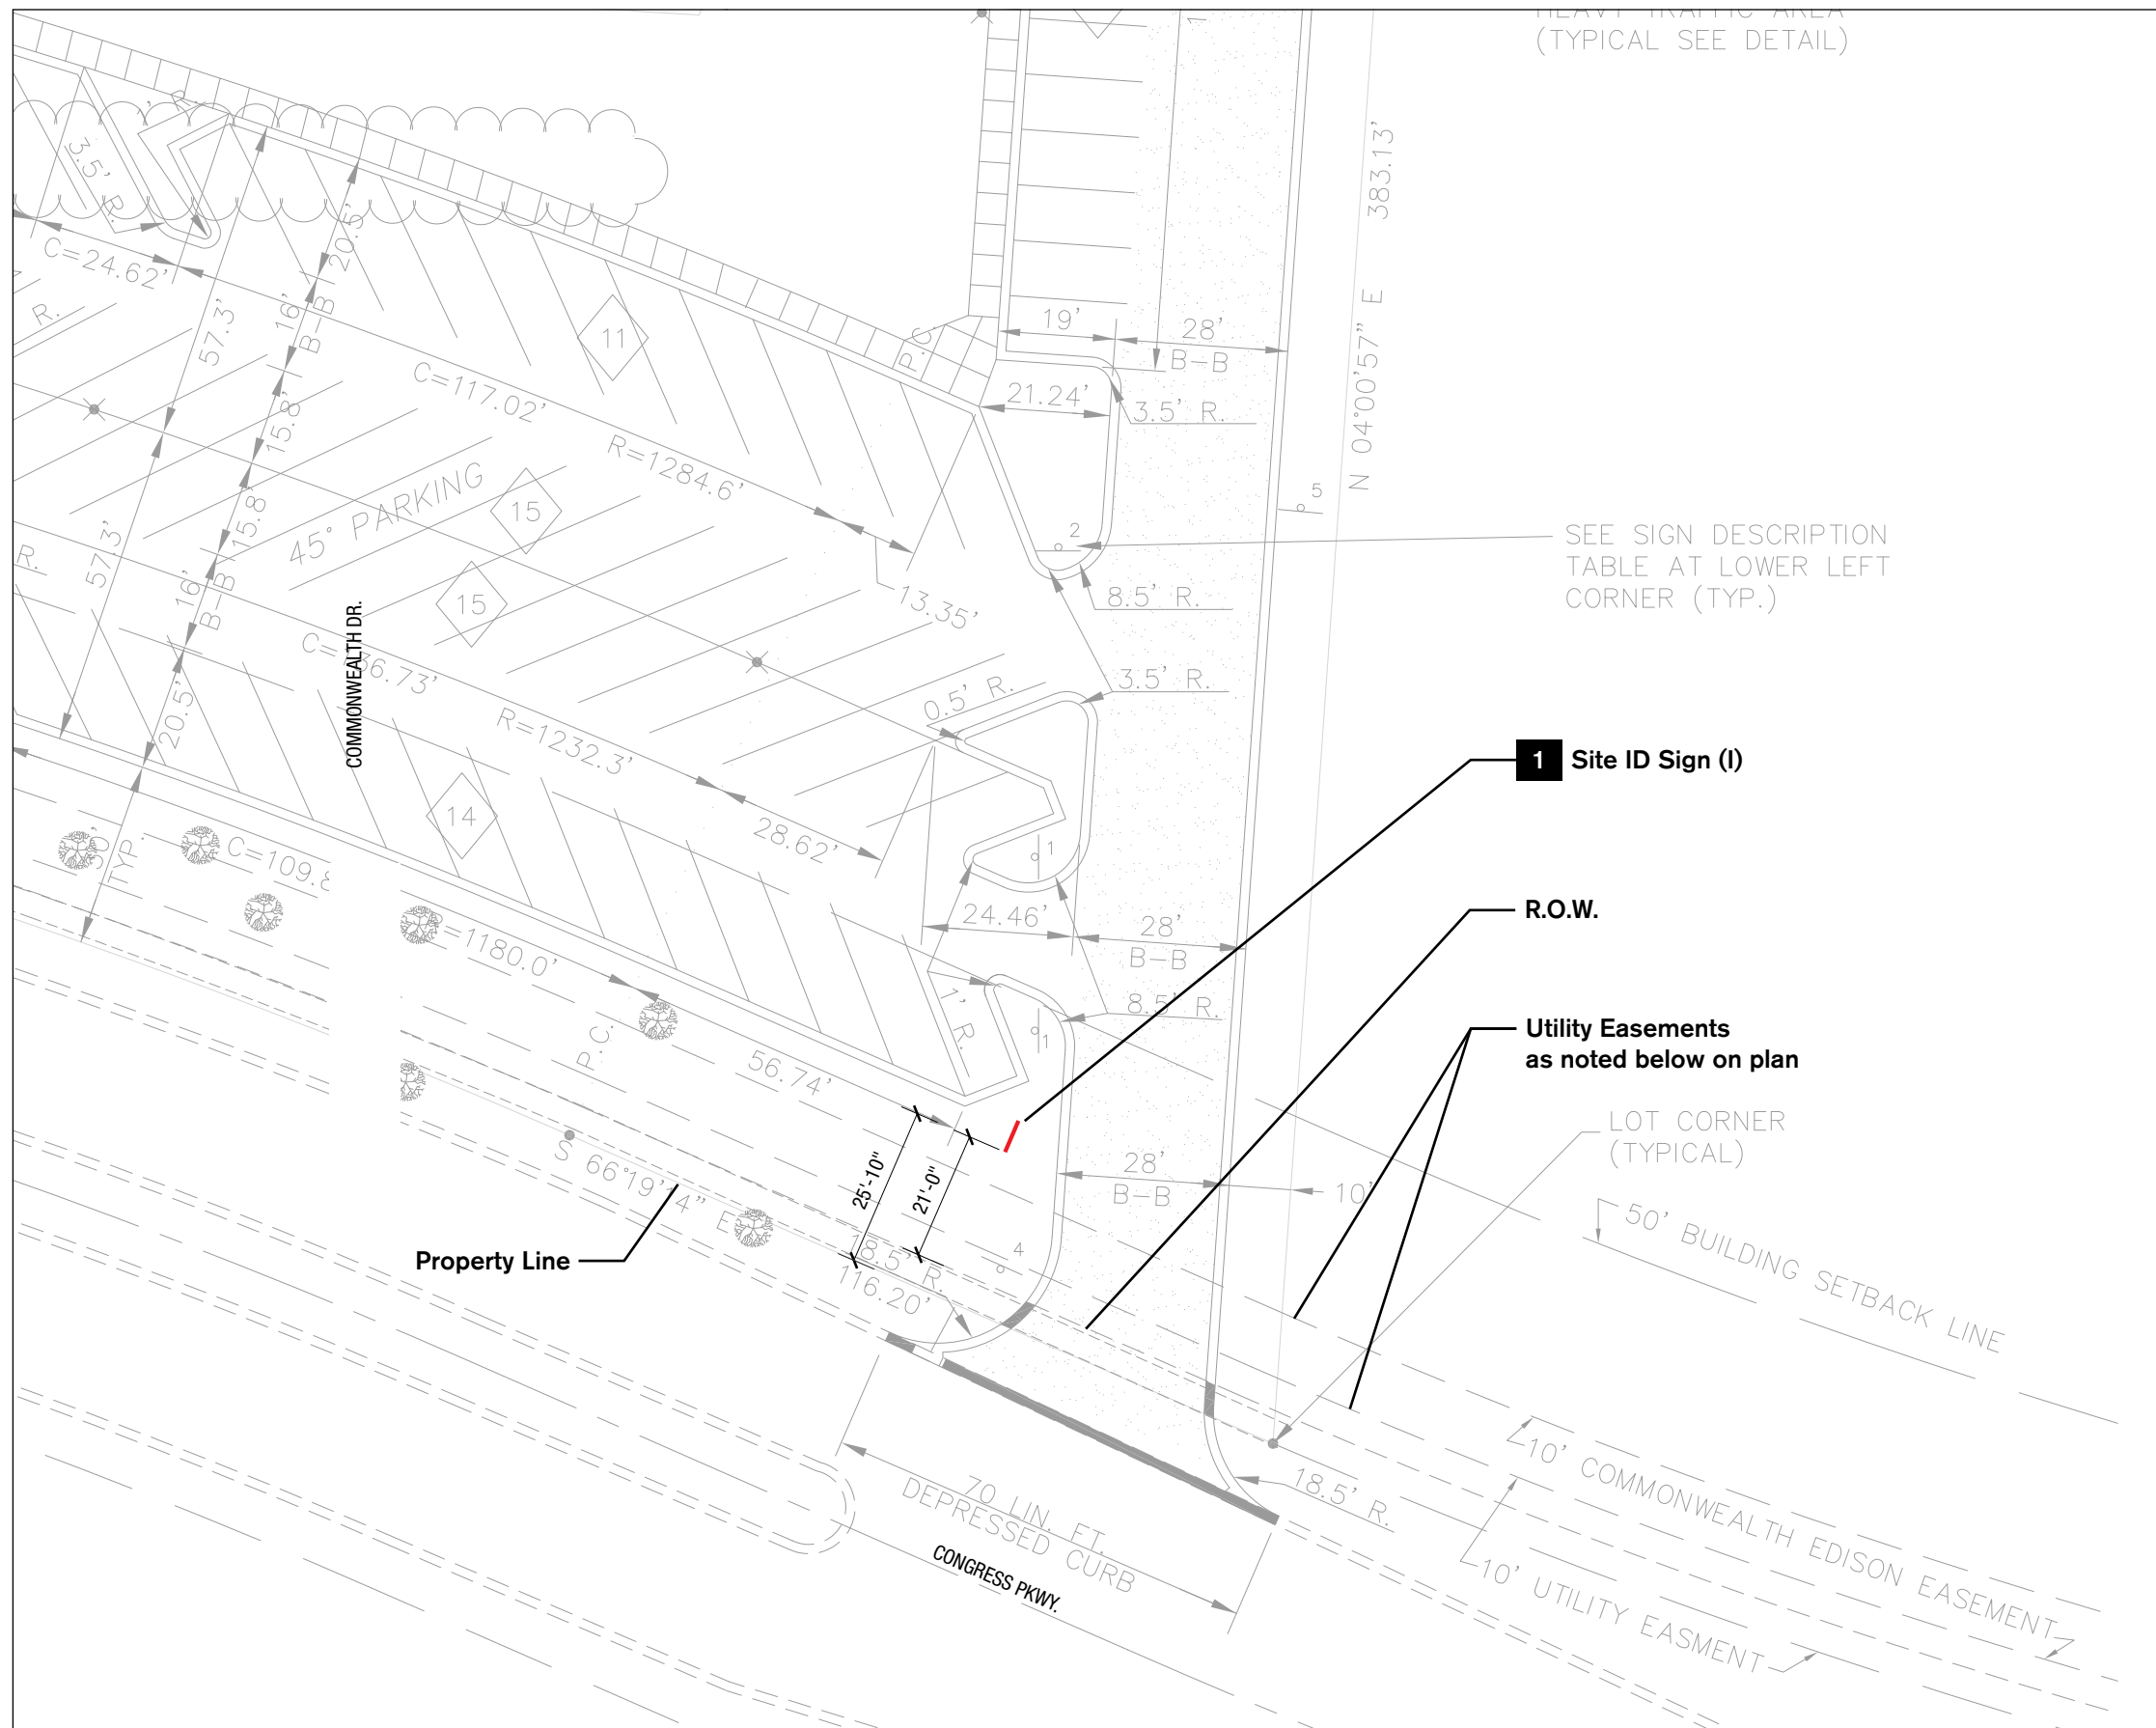 (TYPICAL SEE DETAIL)
3.5' R.
C=24.62'
57.3'
20.5'
16'
B-B
15.8'
15.8'
16'
B-B
57.3'
20.5'
R.
R.
11
C=117.02'
R=1284.6'
P.C.
19'
28'
B-B
21.24'
3.5' R.
N 04°00'57" E 383.13'
5
2
SEE SIGN DESCRIPTION
TABLE AT LOWER LEFT
CORNER (TYP.)
45° PARKING
15
15
8.5' R.
13.35'
COMMONWEALTH DR.
R=1232.3'
0.5' R.
3.5' R.
1 Site ID Sign (I)
14
28.62'
1
TYP.
24.46'
28'
B-B
R.O.W.
=1180.0'
7' R.
8.5' R.
1
Utility Easements
as noted below on plan
P.C.
56.74'
LOT CORNER
(TYPICAL)
S 66°19'14" E
25'-10"
21'-0"
28'
B-B
10'
50' BUILDING SETBACK LINE
Property Line
18.5' R.
116.20'
4
70 LIN. FT.
DEPRESSED CURB
18.5' R.
10' COMMONWEALTH EDISON EASEMENT
10' UTILITY EASMENT
CONGRESS PKWY.